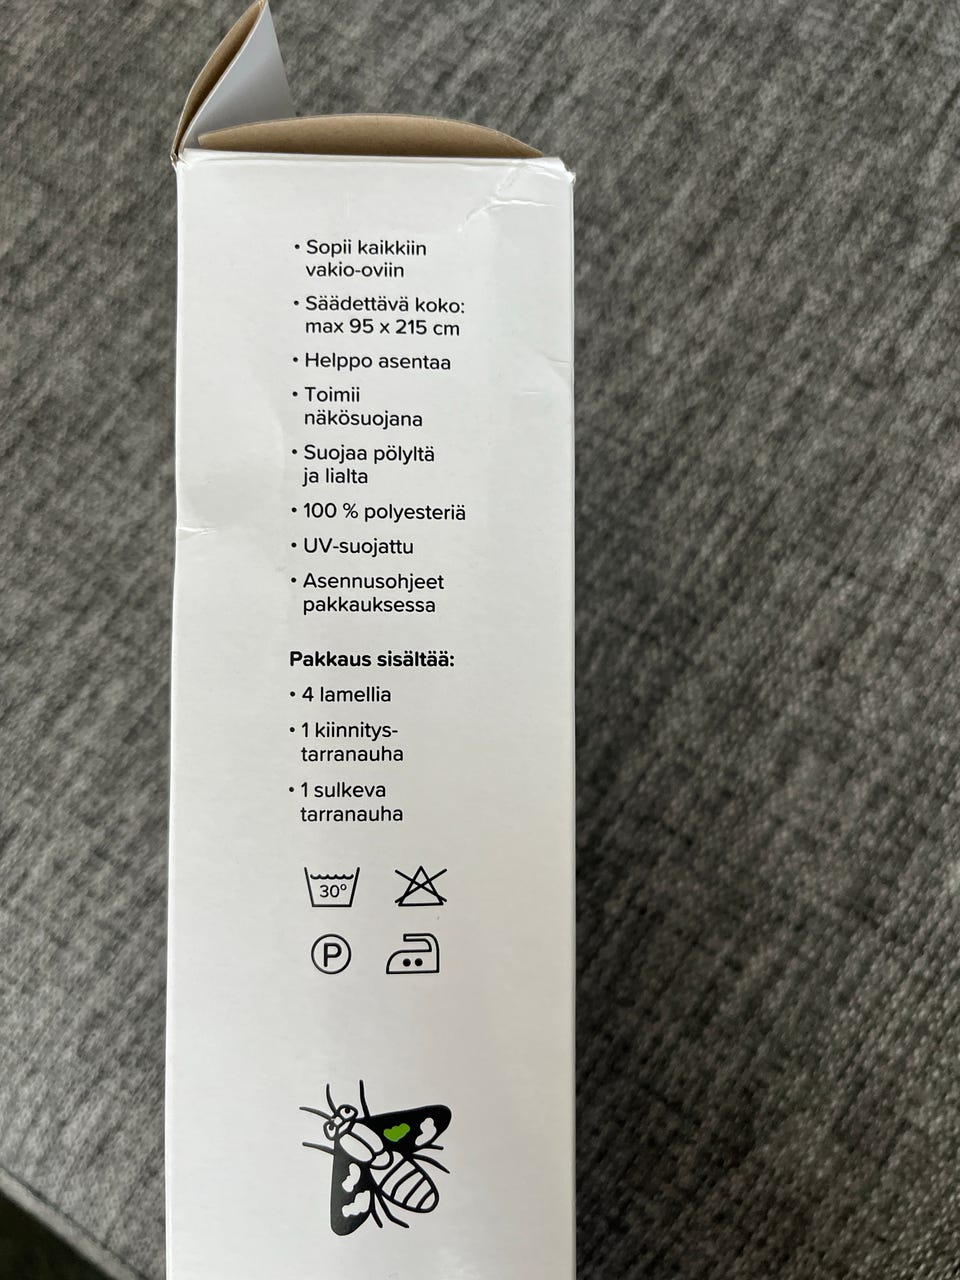 • Sopii kaikkiin
vakio-oviin
• Säädettävä koko:
max 95 x 215 cm
• Helppo asentaa
• Toimii
näkösuojana
• Suojaa pölyltä
ja lialta
• 100 % polyesteriä
• UV-suojattu
• Asennusohjeet
pakkauksessa
Pakkaus sisältää:
• 4 lamellia
• 1 kiinnitys-
tarranauha
• 1 sulkeva
tarranauha
30°
P